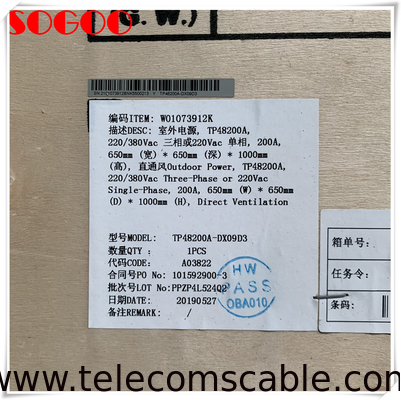 SOGOO
(G.W.)
TP48200A-DX09D3
编码ITEM: W01073912K
描述DESC: 室外电源, TP48200A,
220/380Vac 三相或220Vac 单相, 200A,
650mm (宽) * 650mm (深) * 1000mm
(高), 直通风Outdoor Power, TP48200A,
220/380Vac Three-Phase or 220Vac
Single-Phase, 200A, 650mm (W) * 650mm
(D) * 1000mm (H), Direct Ventilation
型号MODEL: TP48200A-DX09D3
数量QTY : 1PCS
代码CODE: A03822
合同号PO No: 101592900-3
批次号LOT No: PPZP4L524Q2
出厂日期DATE: 20190527
备注REMARK: /
HW
PASS
OBA010
箱单号:
任务令:
条码:
www.telecomscable.com